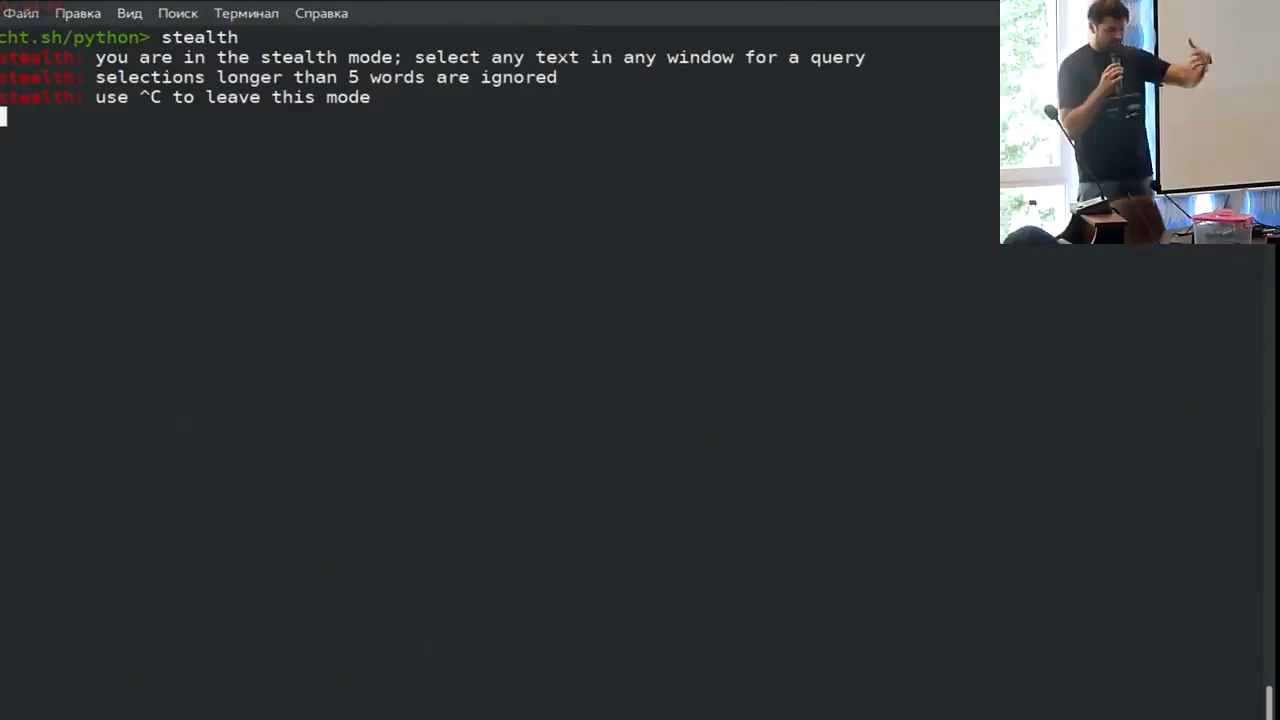 Файл Правка Вид Поиск Терминал Справка
cht.sh/python> stealth
stealth: you are in the stealth mode; select any text in any window for a query
stealth: selections longer than 5 words are ignored
stealth: use ^C to leave this mode